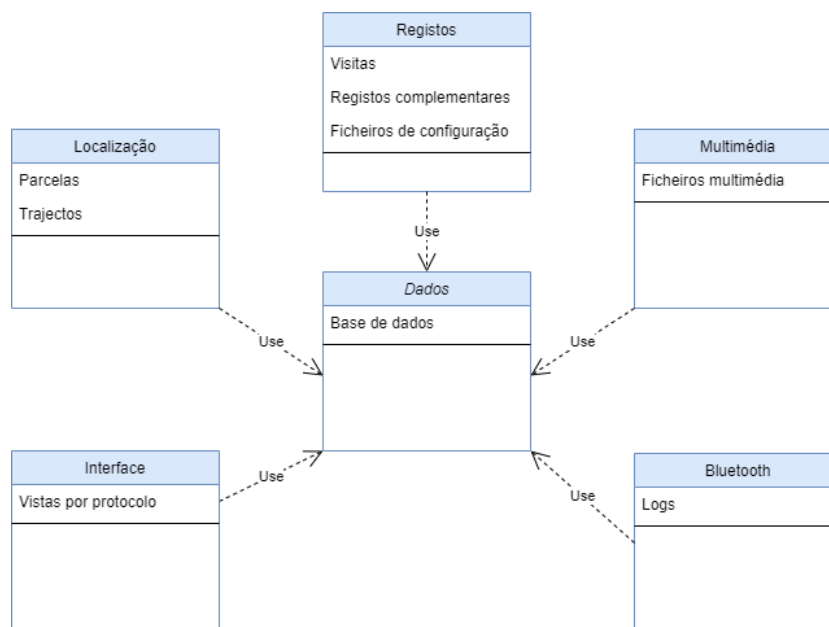 Registos
Visitas
Registos complementares
Ficheiros de configuração
Localização
Parcelas
Trajectos
Multimédia
Ficheiros multimédia
Use
Dados
Base de dados
Use
Use
Interface
Vistas por protocolo
Use
Bluetooth
Logs
Use